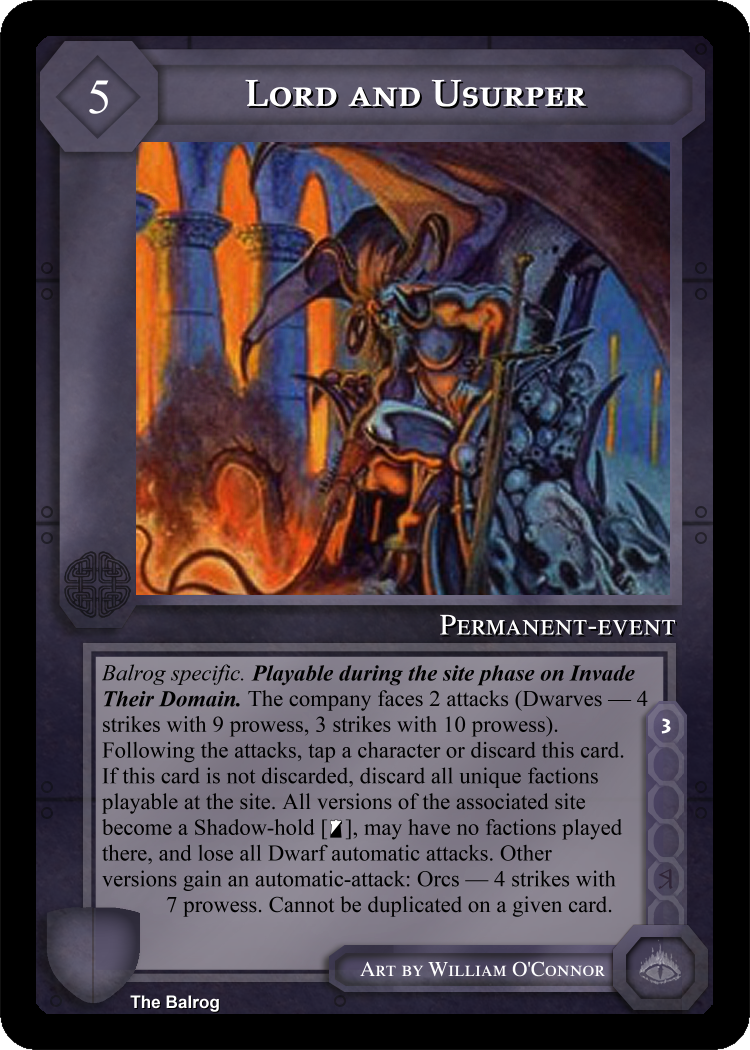 5
LORD AND USURPER
PERMANENT-EVENT
Balrog specific. Playable during the site phase on Invade
Their Domain. The company faces 2 attacks (Dwarves — 4
strikes with 9 prowess, 3 strikes with 10 prowess).
Following the attacks, tap a character or discard this card.
If this card is not discarded, discard all unique factions
playable at the site. All versions of the associated site
become a Shadow-hold [], may have no factions played
there, and lose all Dwarf automatic attacks. Other
versions gain an automatic-attack: Orcs — 4 strikes with
7 prowess. Cannot be duplicated on a given card.
3
ART BY WILLIAM O'CONNOR
The Balrog